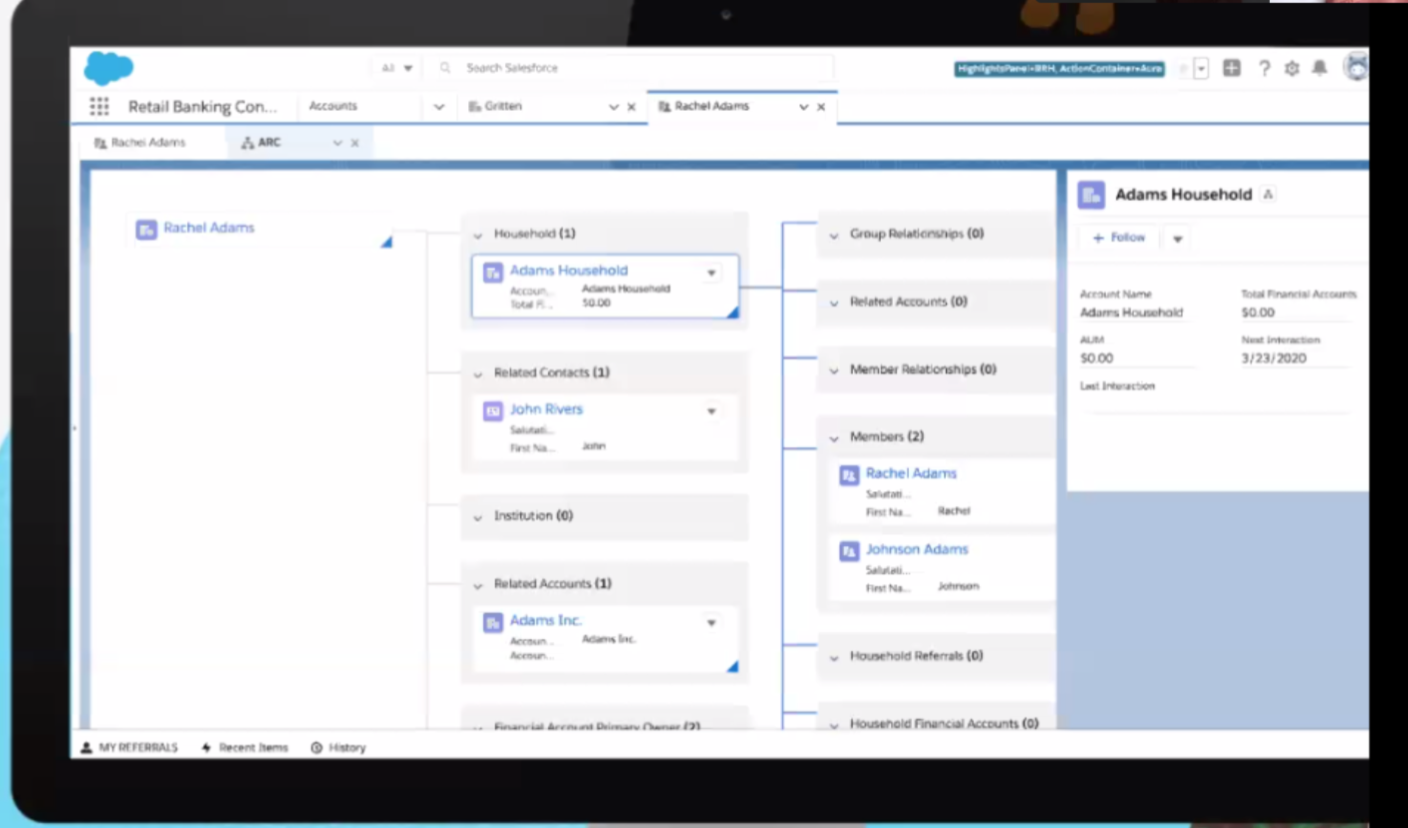 All
Search Salesforce
HighlightsPanel=BRH, ActionContainer=Aura
Retail Banking Con...
Accounts
Gritten
Rachel Adams
Rachel Adams
ARC
Rachel Adams
Household (1)
Adams Household
Accoun... Adams Household
Total Fi... $0.00
Related Contacts (1)
John Rivers
Salutati...
First Na... John
Institution (0)
Related Accounts (1)
Adams Inc.
Accoun... Adams Inc.
Accoun...
Financial Account Primary Owner (2)
Group Relationships (0)
Related Accounts (0)
Member Relationships (0)
Members (2)
Rachel Adams
Salutati...
First Na... Rachel
Johnson Adams
Salutati...
First Na... Johnson
Household Referrals (0)
Household Financial Accounts (0)
Adams Household
+ Follow
Account Name Total Financial Accounts
Adams Household $0.00
AUM Next Interaction
$0.00 3/23/2020
Last Interaction
MY REFERRALS Recent Items History